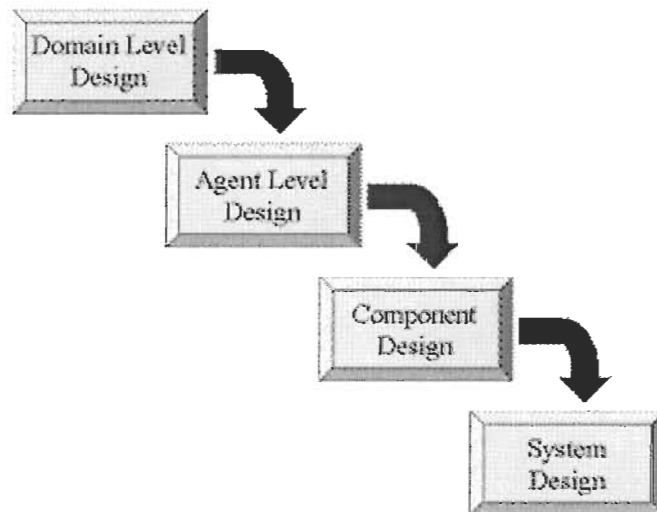 Domain Level
Design
Agent Level
Design
Component
Design
System
Design